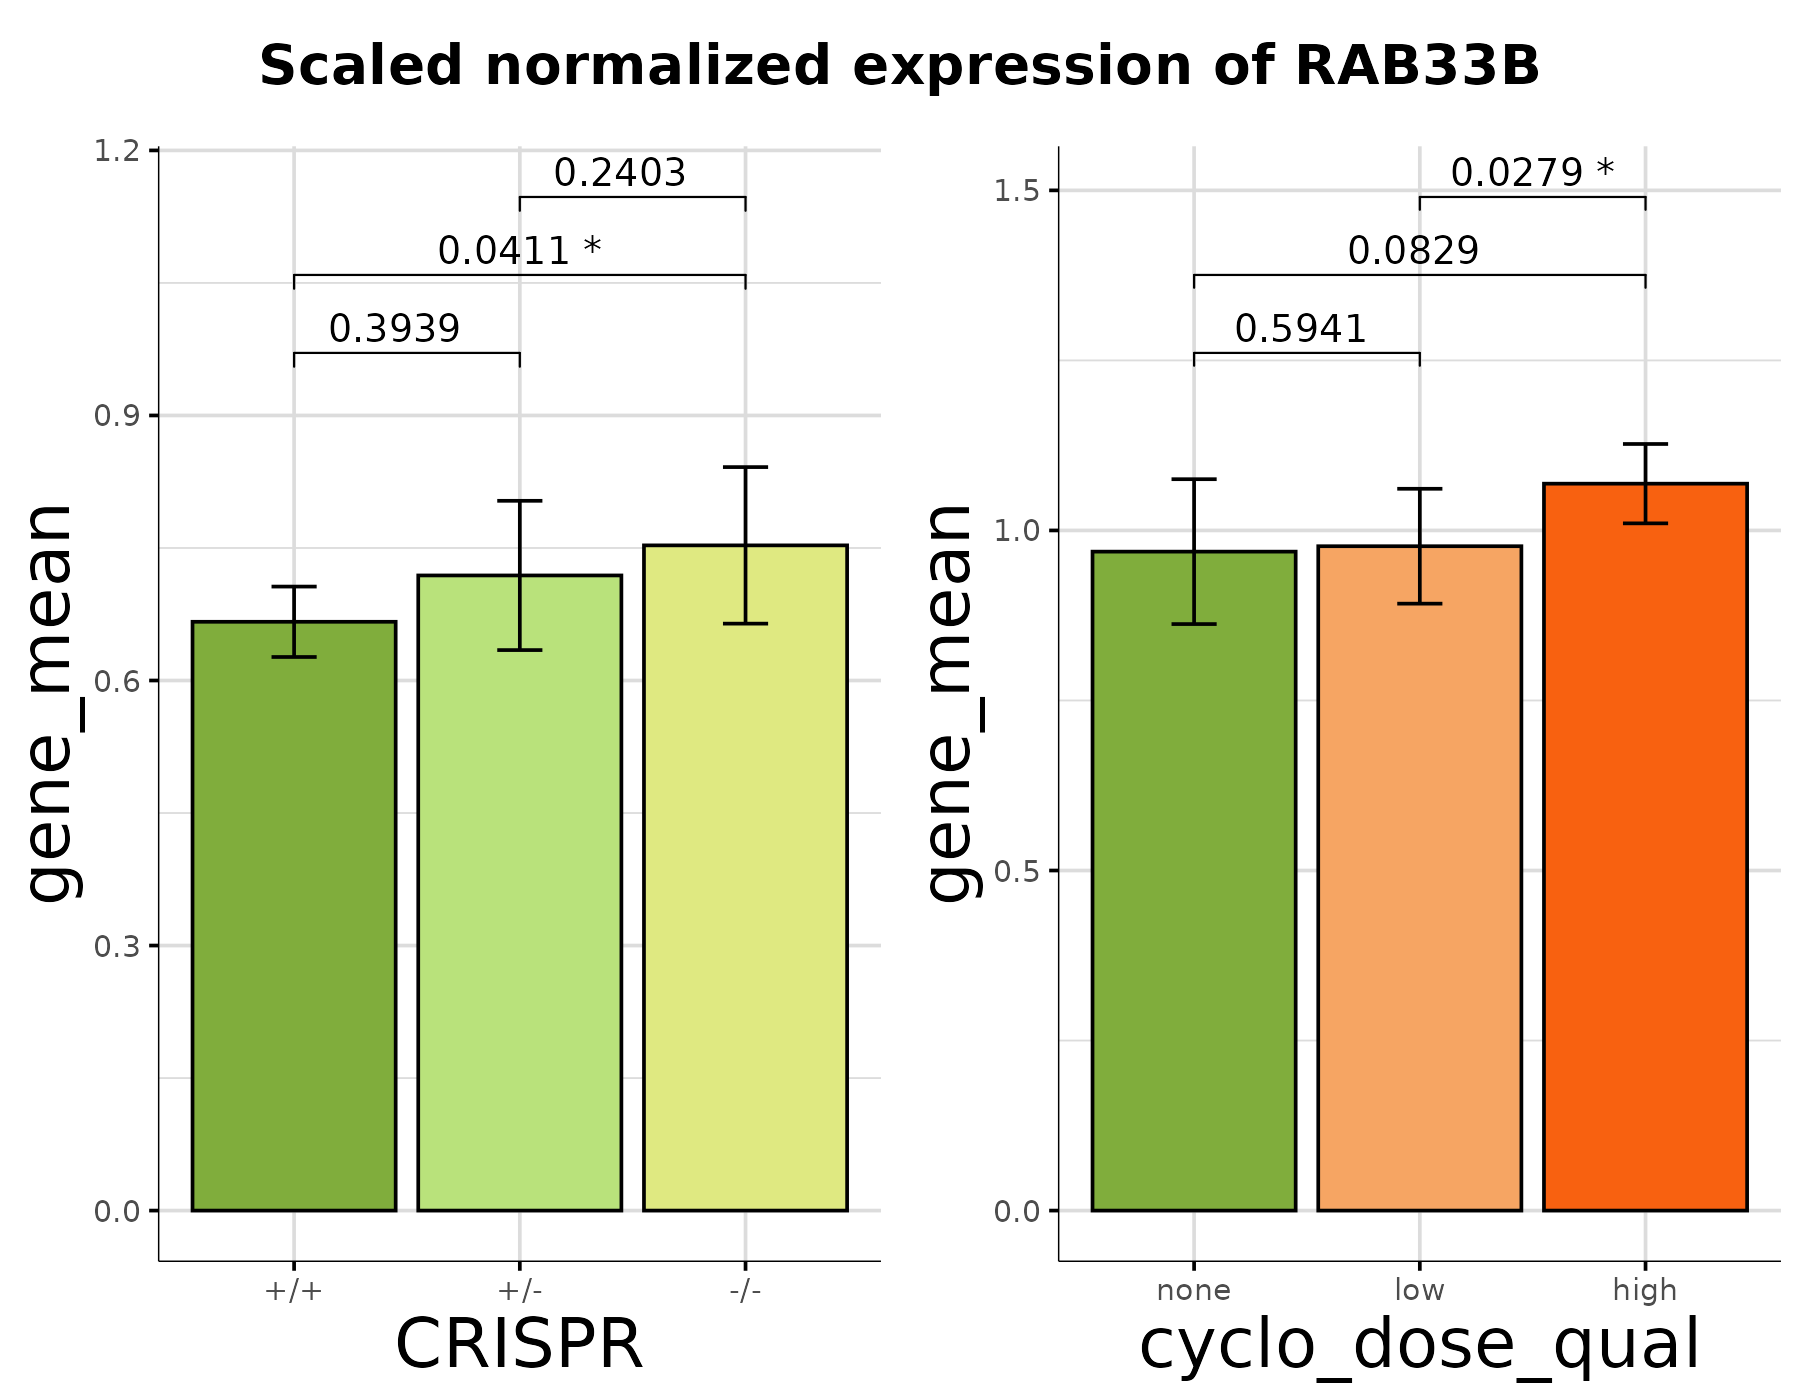 Scaled normalized expression of RAB33B
gene_mean
1.2
0.9
0.6
0.3
0.0
0.2403
0.0411 *
0.3939
+/+
+/-
-/-
CRISPR
gene_mean
1.5
1.0
0.5
0.0
0.0279 *
0.0829
0.5941
none
low
high
cyclo_dose_qual